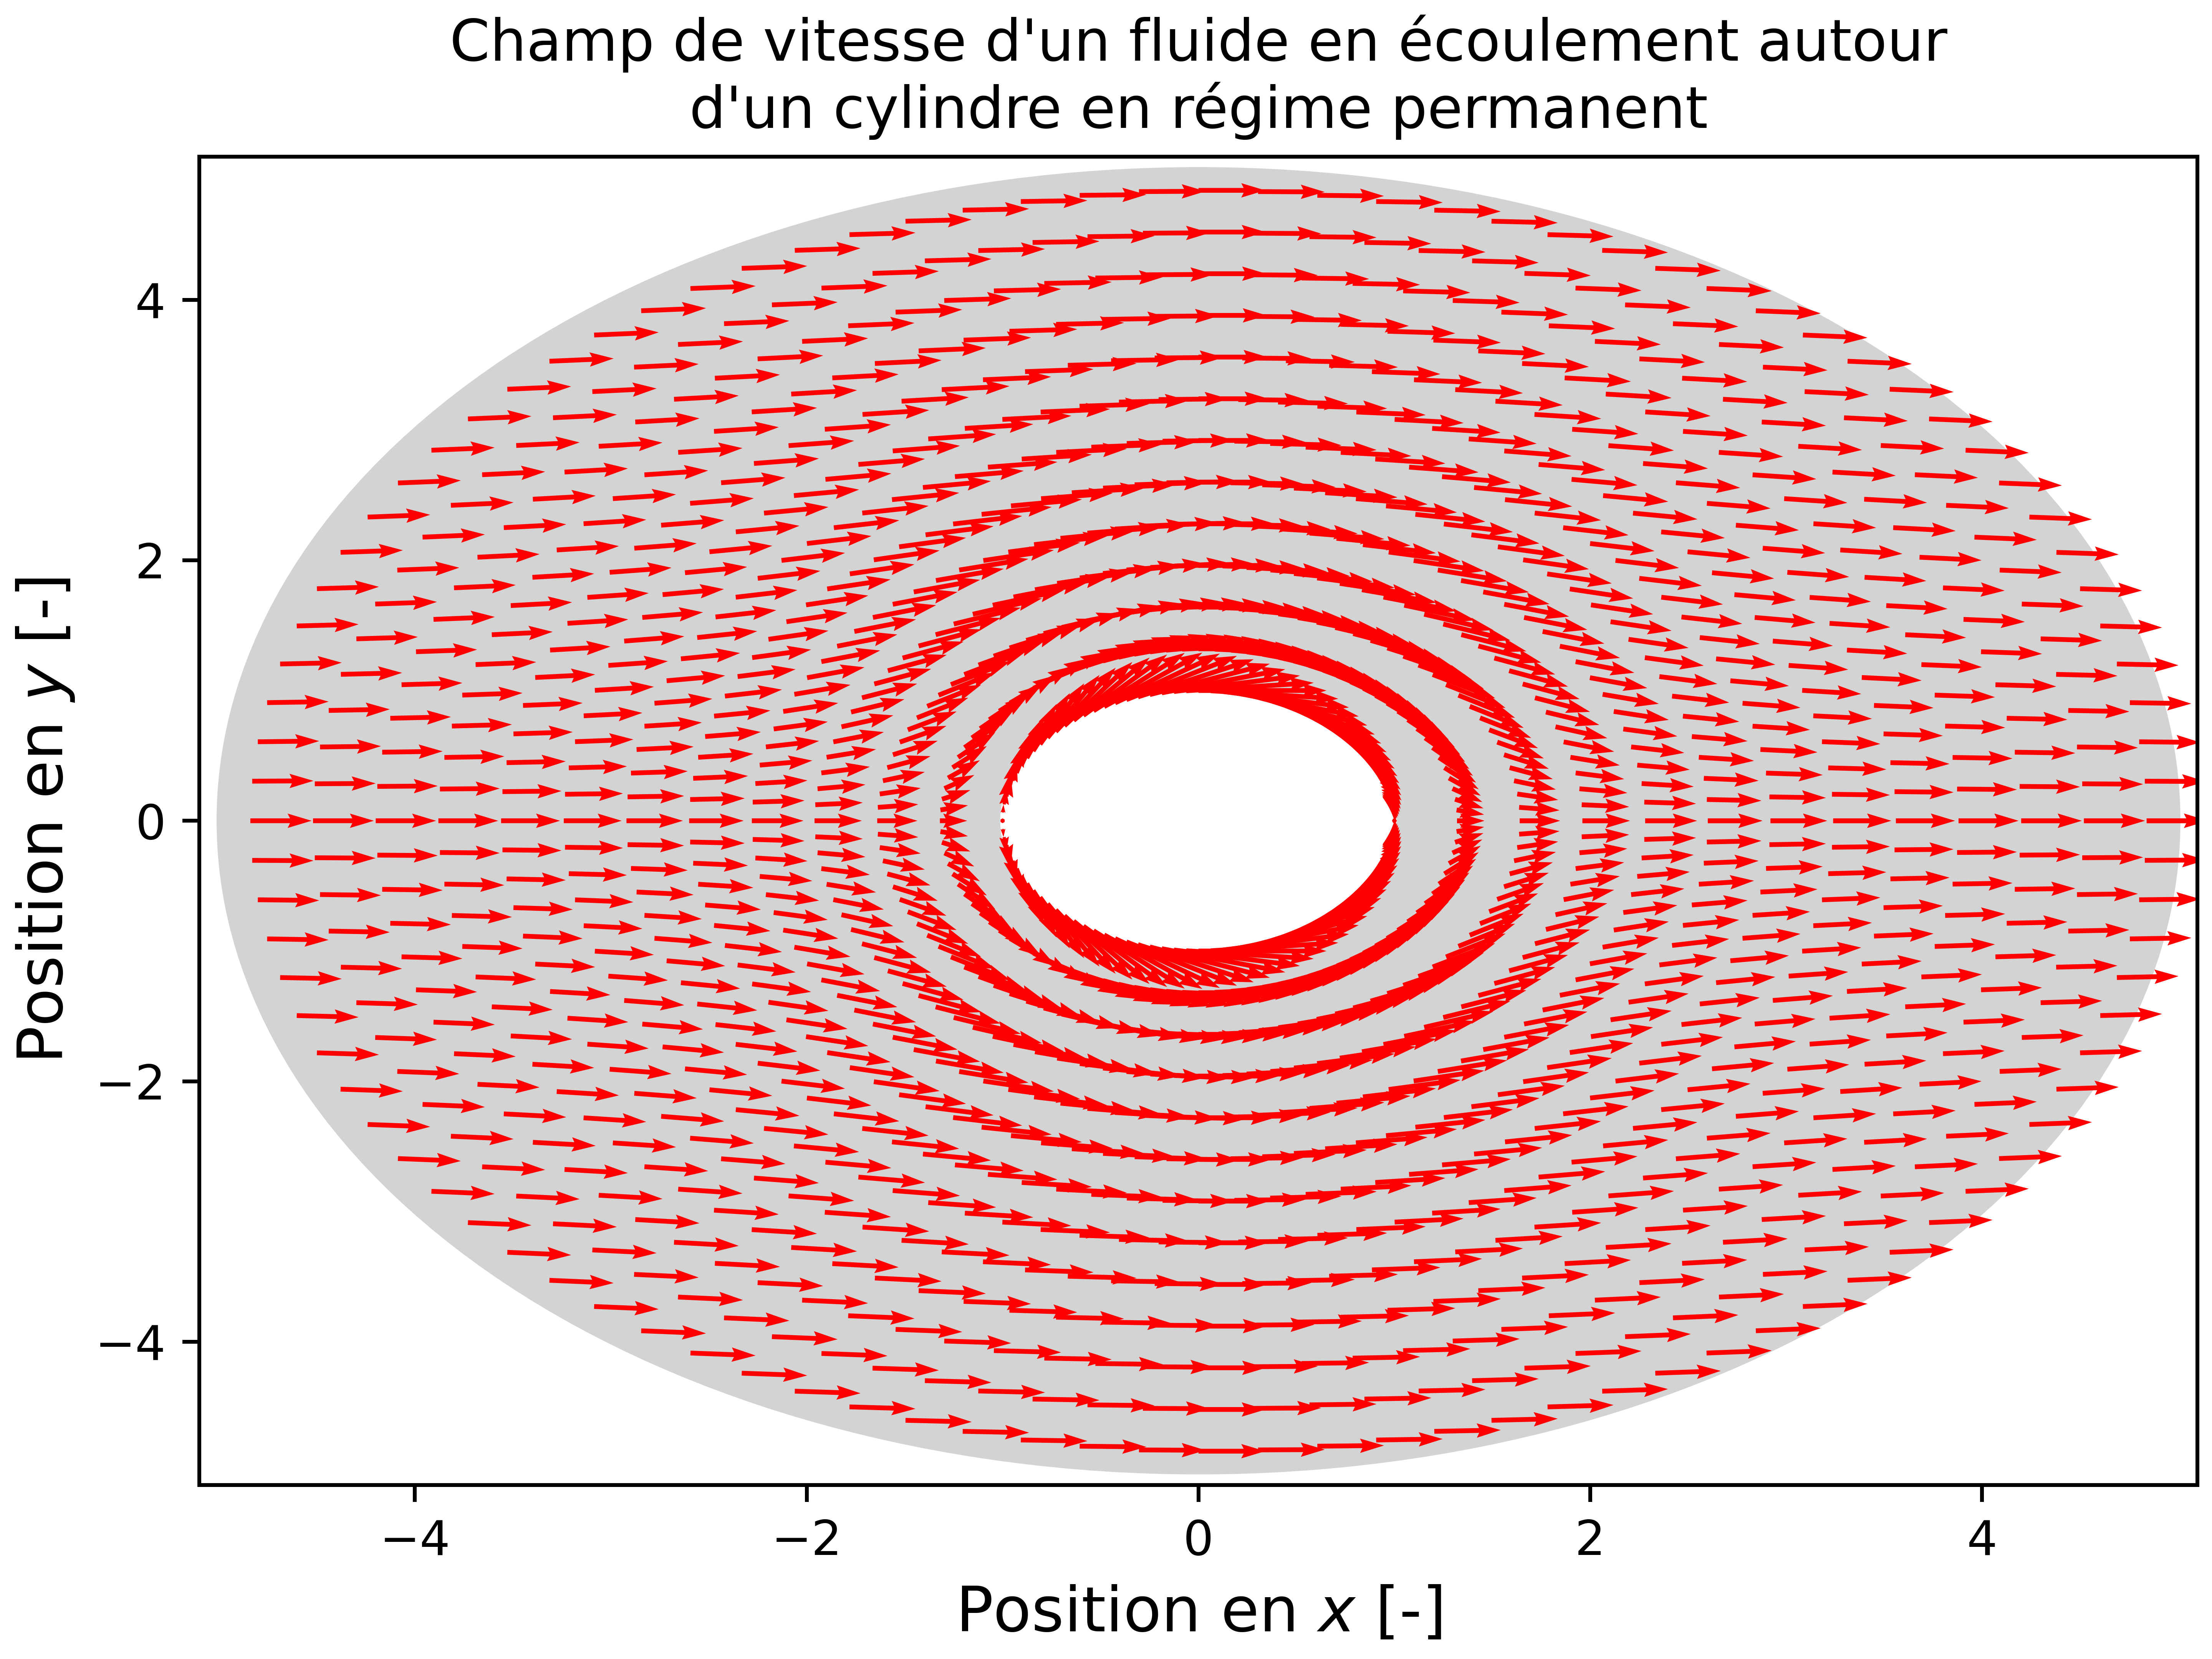 Champ de vitesse d'un fluide en écoulement autour
d'un cylindre en régime permanent
Position en y [-]
4
2
0
−2
−4
−4
−2
0
2
4
Position en x [-]